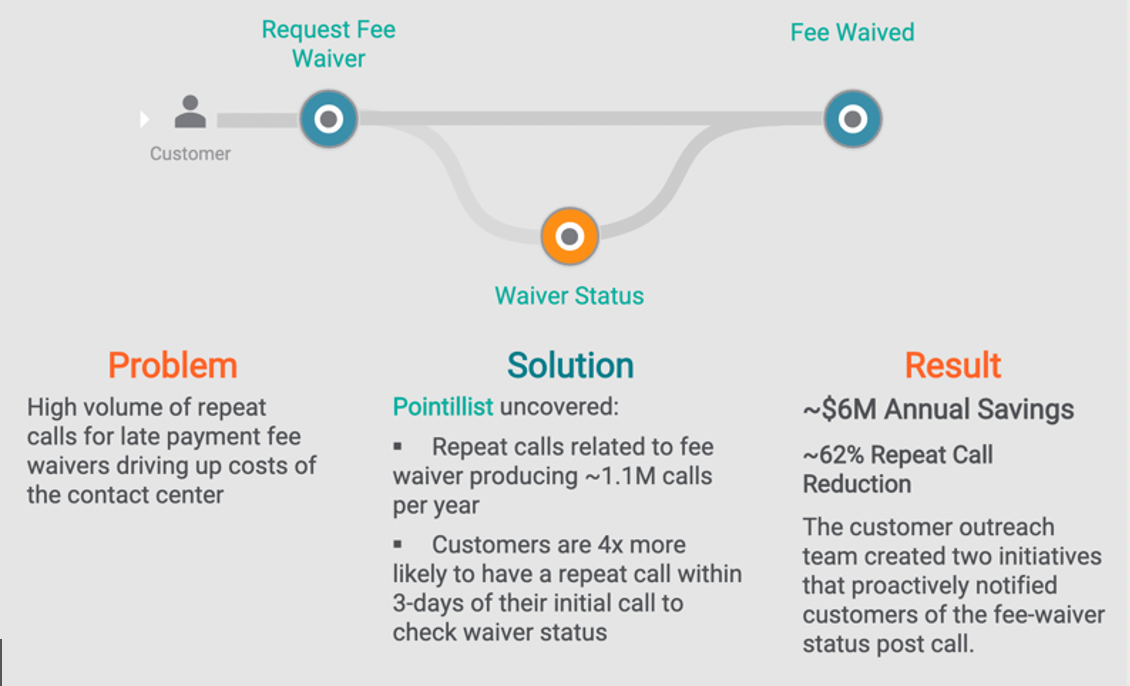 Request Fee
Waiver
Fee Waived
Customer
Waiver Status
Problem
High volume of repeat
calls for late payment fee
waivers driving up costs of
the contact center
Solution
Pointillist uncovered:
▪ Repeat calls related to fee
waiver producing ~1.1M calls
per year
▪ Customers are 4x more
likely to have a repeat call within
3-days of their initial call to
check waiver status
Result
~$6M Annual Savings
~62% Repeat Call
Reduction
The customer outreach
team created two initiatives
that proactively notified
customers of the fee-waiver
status post call.